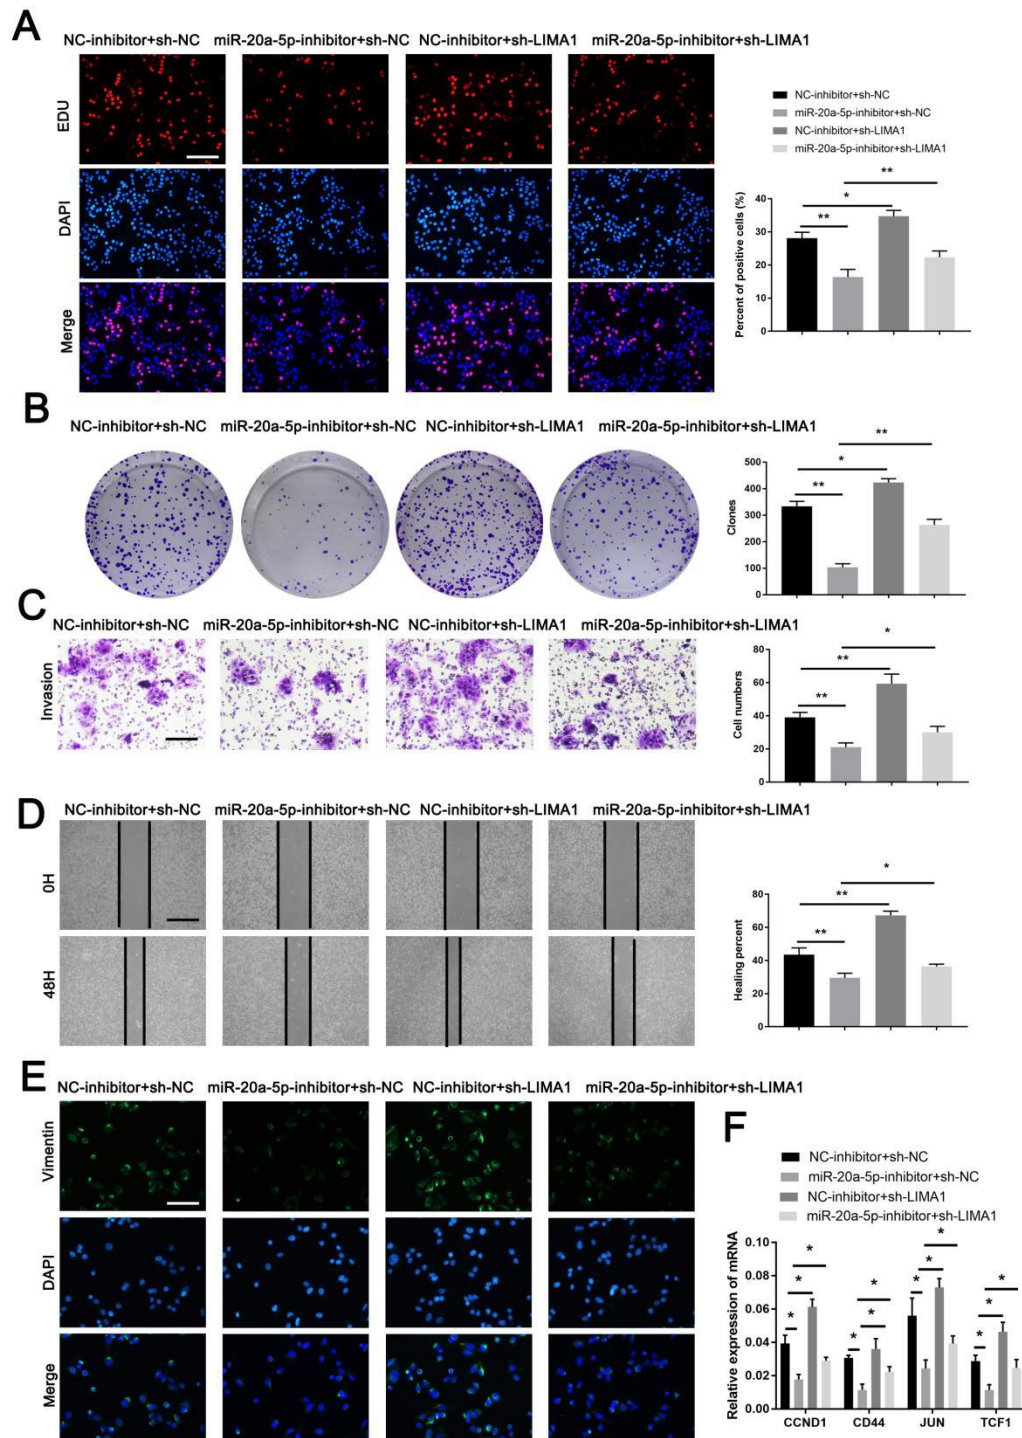 A
NC-inhibitor+sh-NC miR-20a-5p-inhibitor+sh-NC NC-inhibitor+sh-LIMA1 miR-20a-5p-inhibitor+sh-LIMA1
EDU
DAPI
Merge
NC-inhibitor+sh-NC
miR-20a-5p-inhibitor+sh-NC
NC-inhibitor+sh-LIMA1
miR-20a-5p-inhibitor+sh-LIMA1
Percent of positive cells (%)
40
30
20
10
0
**
*
**
B
NC-inhibitor+sh-NC miR-20a-5p-inhibitor+sh-NC NC-inhibitor+sh-LIMA1 miR-20a-5p-inhibitor+sh-LIMA1
Clones
500
400
300
200
100
0
**
*
**
C
NC-inhibitor+sh-NC miR-20a-5p-inhibitor+sh-NC NC-inhibitor+sh-LIMA1 miR-20a-5p-inhibitor+sh-LIMA1
Invasion
Cell numbers
80
60
40
20
0
*
**
**
D
NC-inhibitor+sh-NC miR-20a-5p-inhibitor+sh-NC NC-inhibitor+sh-LIMA1 miR-20a-5p-inhibitor+sh-LIMA1
0H
48H
Healing percent
80
60
40
20
0
*
**
**
E
NC-inhibitor+sh-NC miR-20a-5p-inhibitor+sh-NC NC-inhibitor+sh-LIMA1 miR-20a-5p-inhibitor+sh-LIMA1
Vimentin
DAPI
Merge
F
NC-inhibitor+sh-NC
miR-20a-5p-inhibitor+sh-NC
NC-inhibitor+sh-LIMA1
miR-20a-5p-inhibitor+sh-LIMA1
Relative expression of mRNA
0.10
0.08
0.06
0.04
0.02
0.00
*
*
*
*
*
*
*
*
*
*
*
*
CCND1 CD44 JUN TCF1